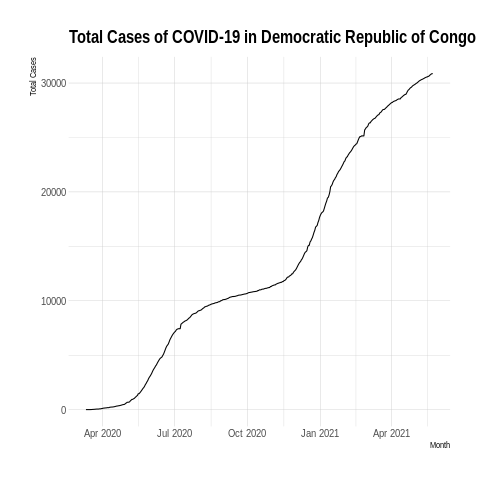 Total Cases of COVID-19 in Democratic Republic of Congo
Total Cases
30000
20000
10000
0
Apr 2020 Jul 2020 Oct 2020 Jan 2021 Apr 2021
Month